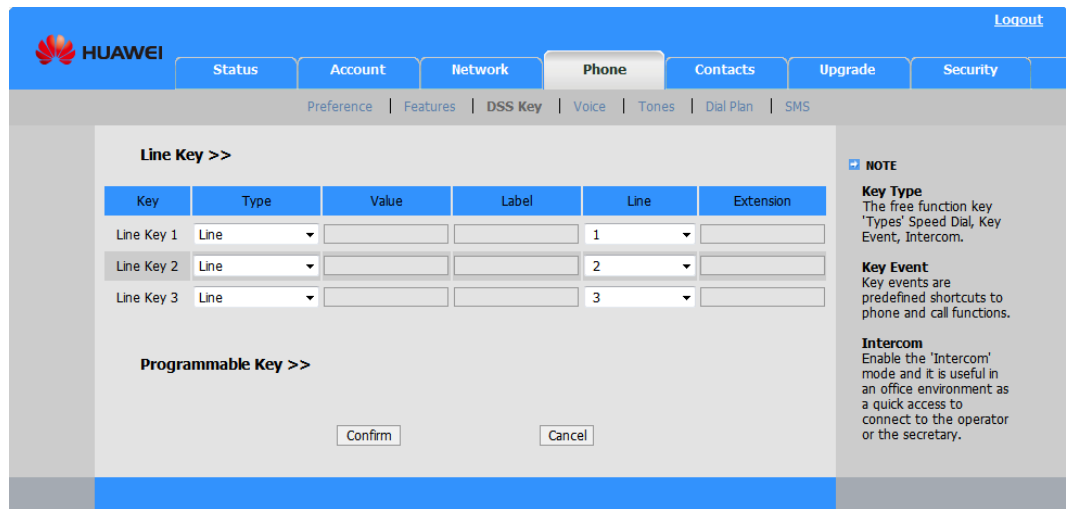 Logout
HUAWEI
Status Account Network Phone Contacts Upgrade Security
Preference | Features | DSS Key | Voice | Tones | Dial Plan | SMS
Line Key >>
Key Type Value Label Line Extension
Line Key 1 Line 1
Line Key 2 Line 2
Line Key 3 Line 3
Programmable Key >>
Confirm Cancel
NOTE
Key Type
The free function key
'Types' Speed Dial, Key
Event, Intercom.
Key Event
Key events are
predefined shortcuts to
phone and call functions.
Intercom
Enable the 'Intercom'
mode and it is useful in
an office environment as
a quick access to
connect to the operator
or the secretary.